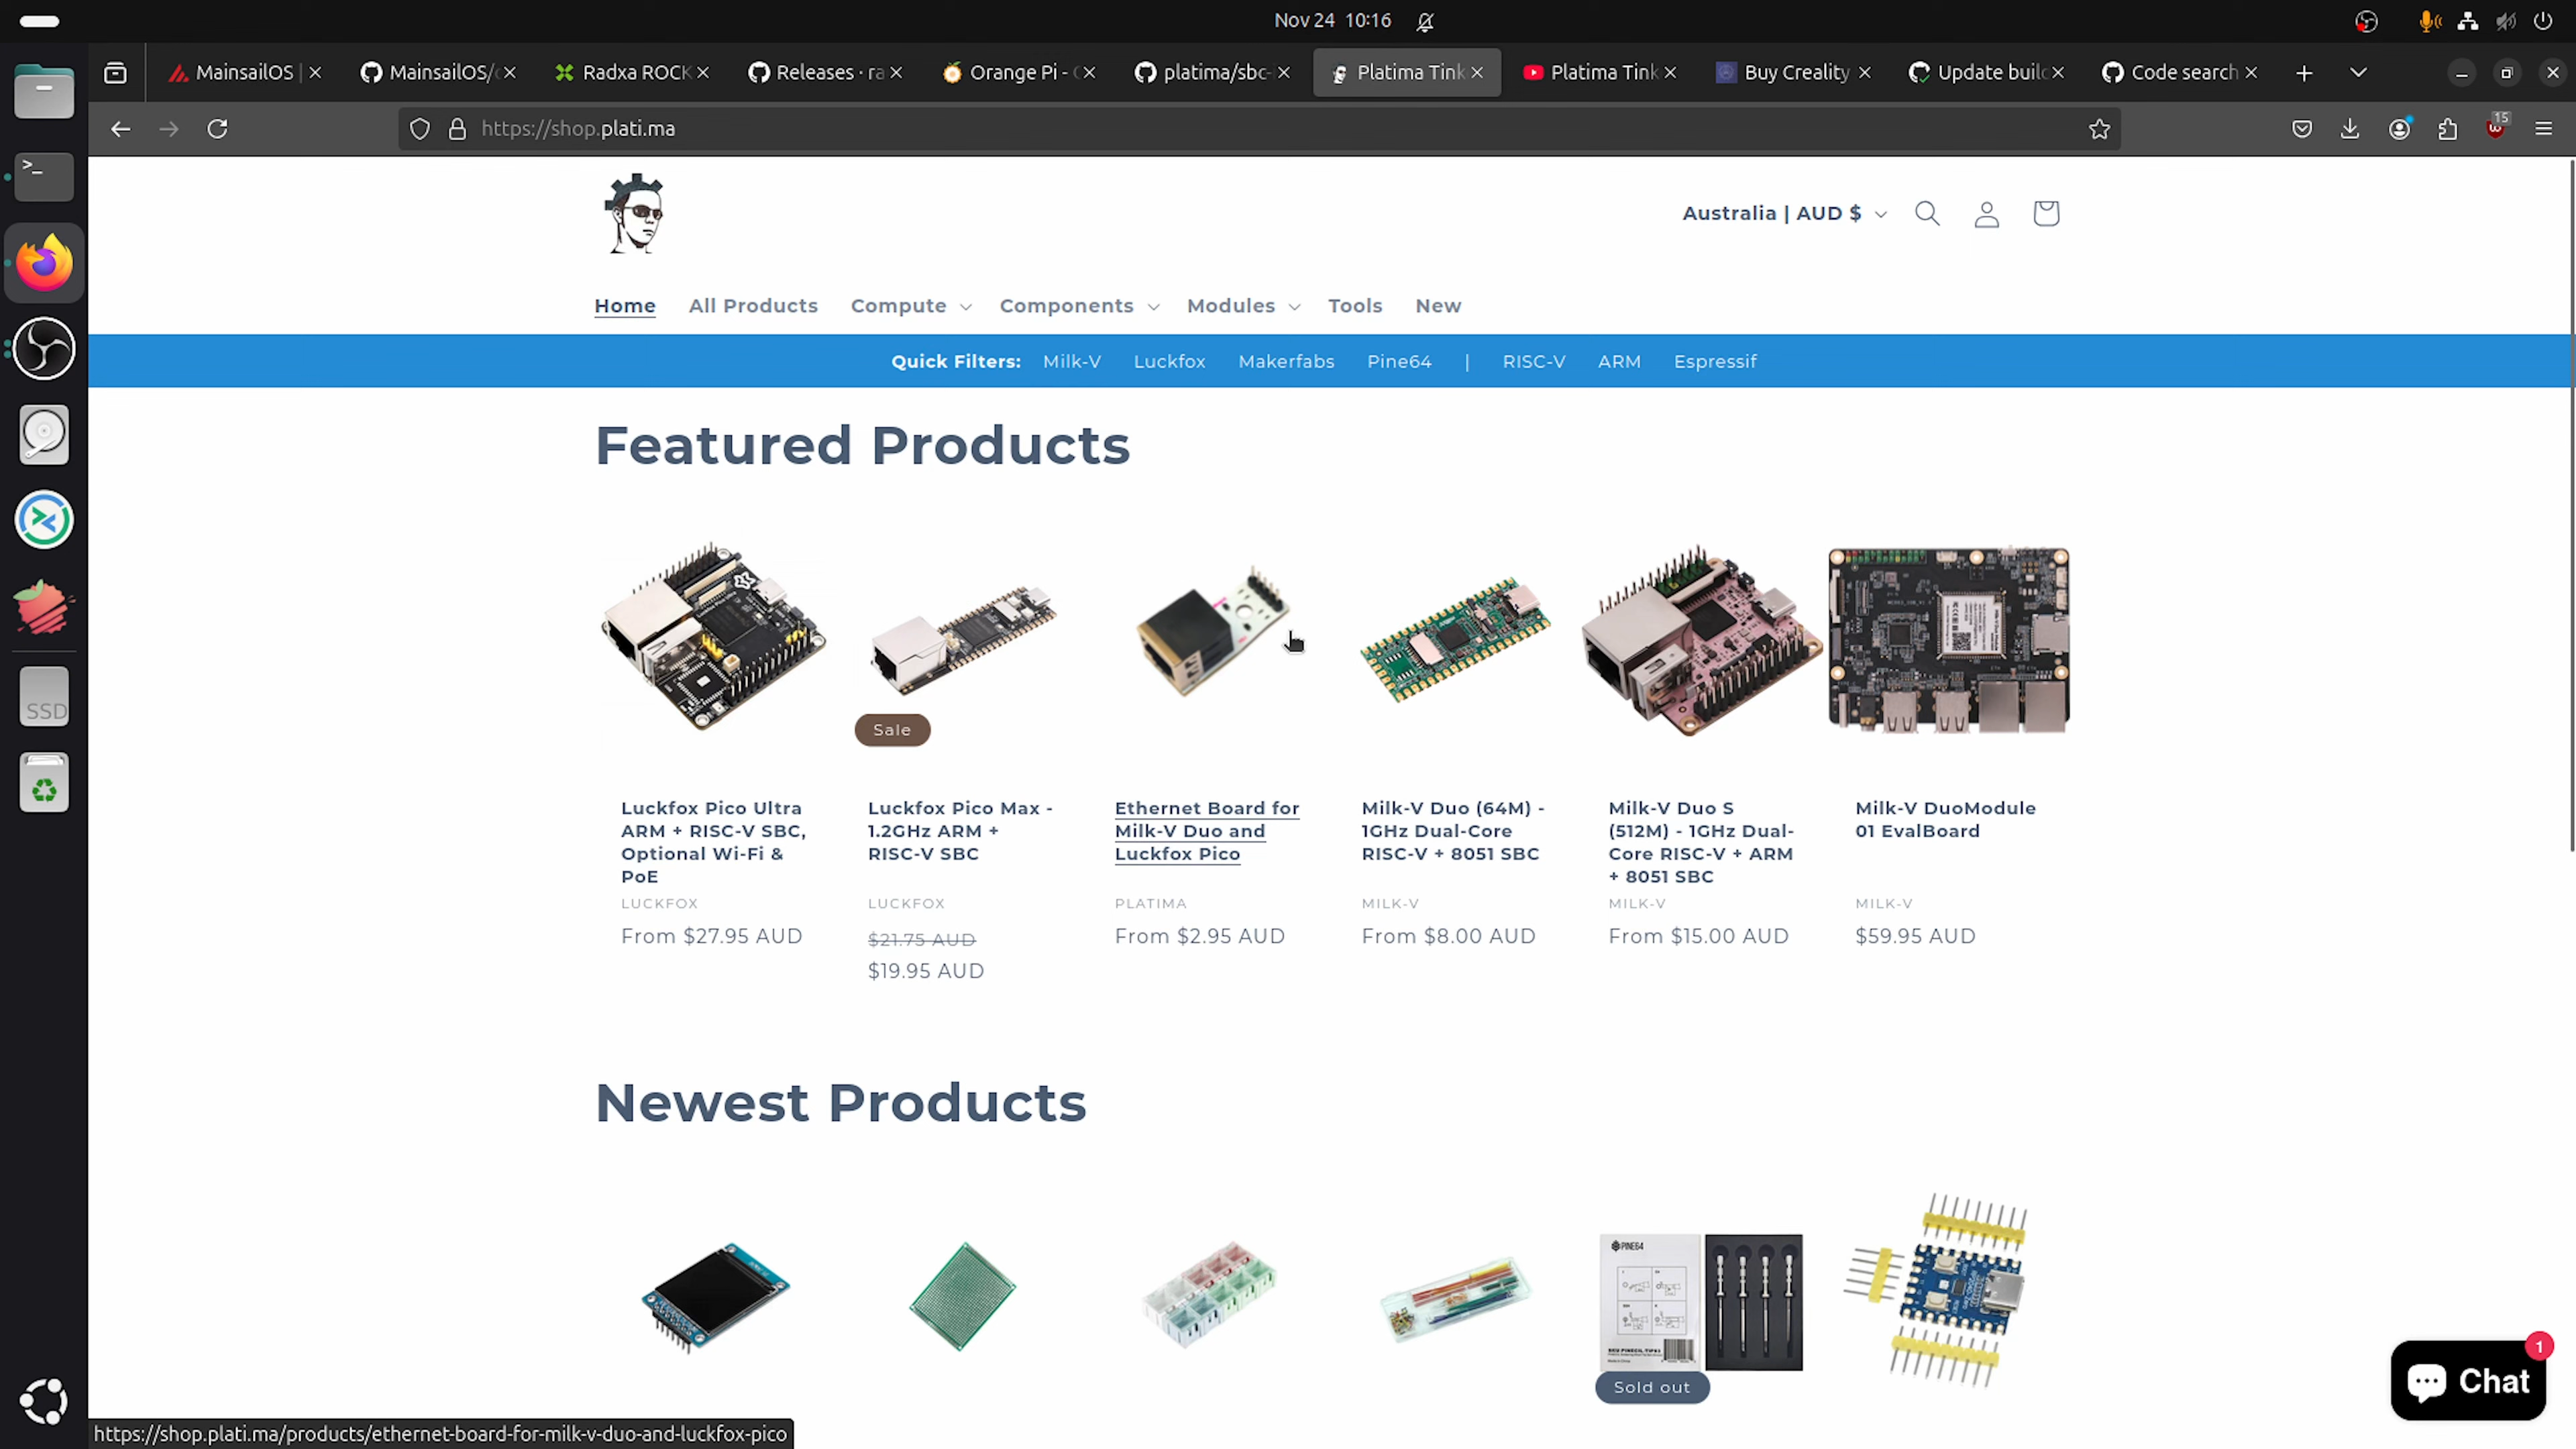 Nov 24 10:16
MainsailOS |
MainsailOS/
Radxa ROCK
Releases · ra
Orange Pi -
platima/sbc-
Platima Tink
Platima Tink
Buy Creality
Update buil
Code search
https://shop.plati.ma
15
Australia | AUD $
Home
All Products
Compute
Components
Modules
Tools
New
Quick Filters:
Milk-V
Luckfox
Makerfabs
Pine64
|
RISC-V
ARM
Espressif
Featured Products
Sale
Luckfox Pico Ultra
ARM + RISC-V SBC,
Optional Wi-Fi &
PoE
LUCKFOX
From $27.95 AUD
Luckfox Pico Max -
1.2GHz ARM +
RISC-V SBC
LUCKFOX
$21.75 AUD
$19.95 AUD
Ethernet Board for
Milk-V Duo and
Luckfox Pico
PLATIMA
From $2.95 AUD
Milk-V Duo (64M) -
1GHz Dual-Core
RISC-V + 8051 SBC
MILK-V
From $8.00 AUD
Milk-V Duo S
(512M) - 1GHz Dual-
Core RISC-V + ARM
+ 8051 SBC
MILK-V
From $15.00 AUD
Milk-V DuoModule
01 EvalBoard
MILK-V
$59.95 AUD
Newest Products
PINE64
Sold out
SSD
1
Chat
https://shop.plati.ma/products/ethernet-board-for-milk-v-duo-and-luckfox-pico